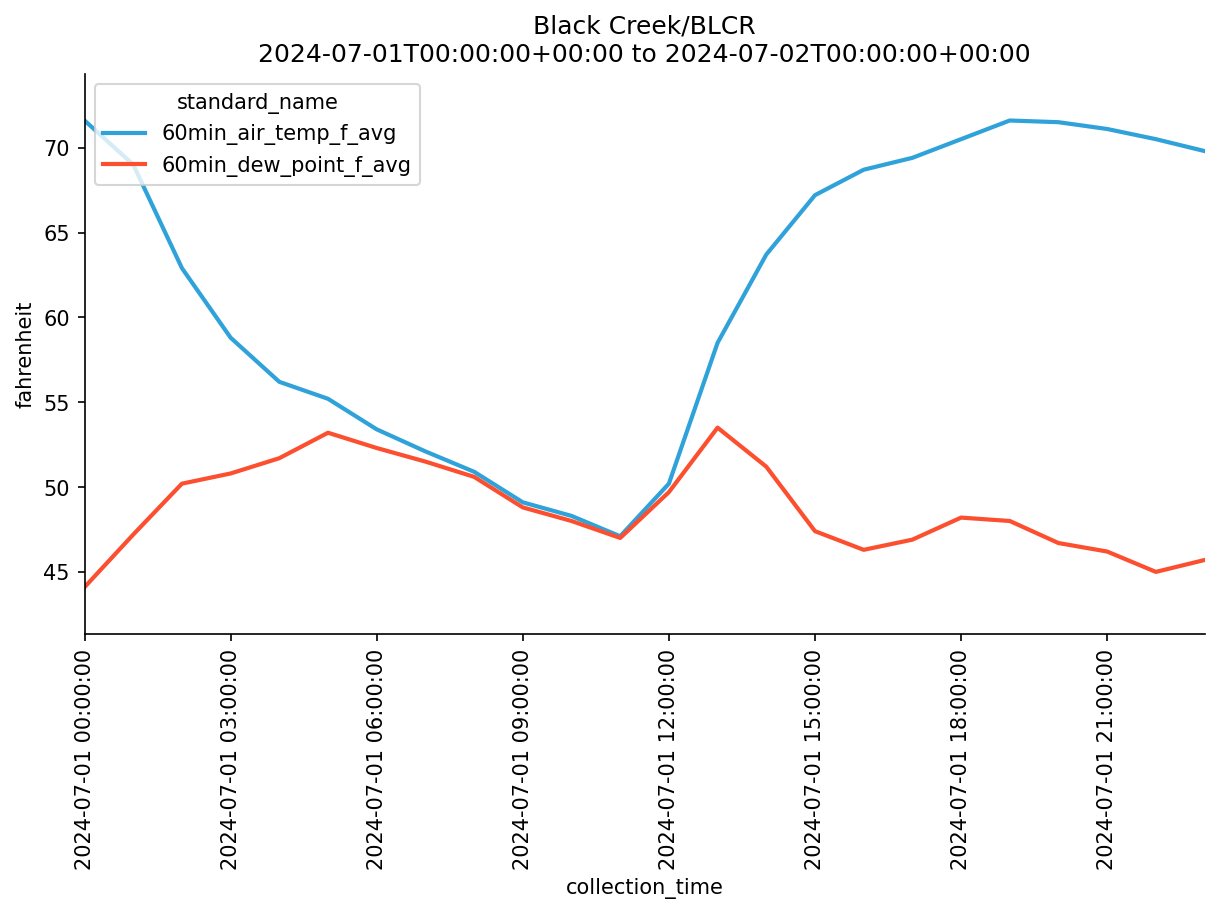 Black Creek/BLCR
2024-07-01T00:00:00+00:00 to 2024-07-02T00:00:00+00:00
standard_name
60min_air_temp_f_avg
60min_dew_point_f_avg
fahrenheit
70
65
60
55
50
45
2024-07-01 00:00:00
2024-07-01 03:00:00
2024-07-01 06:00:00
2024-07-01 09:00:00
2024-07-01 12:00:00
2024-07-01 15:00:00
2024-07-01 18:00:00
2024-07-01 21:00:00
collection_time